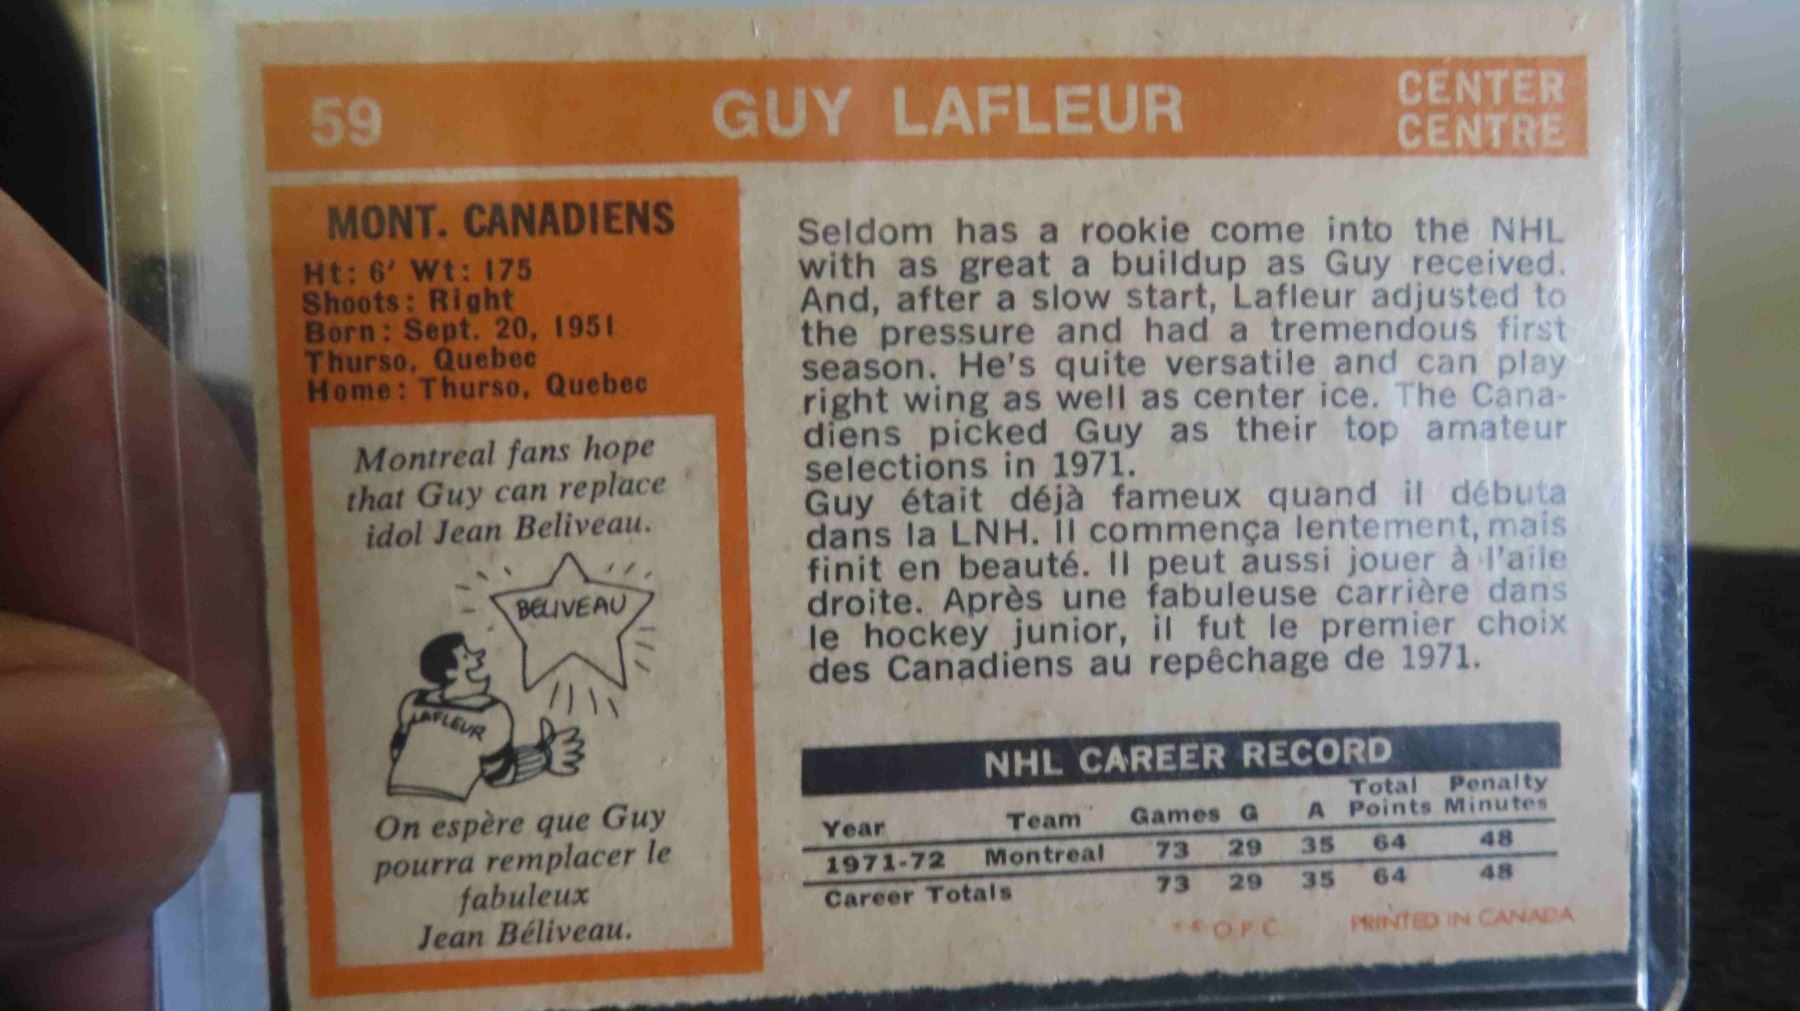 59 GUY LAFLEUR CENTER
CENTRE
MONT. CANADIENS
Ht: 6' Wt: 175
Shoots: Right
Born: Sept. 20, 1951
Thurso, Quebec
Home: Thurso, Quebec
Montreal fans hope
that Guy can replace
idol Jean Beliveau.
BELIVEAU
LAFLEUR
On espère que Guy
pourra remplacer le
fabuleux
Jean Béliveau.
Seldom has a rookie come into the NHL
with as great a buildup as Guy received.
And, after a slow start, Lafleur adjusted to
the pressure and had a tremendous first
season. He's quite versatile and can play
right wing as well as center ice. The Cana-
diens picked Guy as their top amateur
selections in 1971.
Guy était déjà fameux quand il débuta
dans la LNH. Il commença lentement, mais
finit en beauté. Il peut aussi jouer à l'aile
droite. Après une fabuleuse carrière dans
le hockey junior, il fut le premier choix
des Canadiens au repêchage de 1971.
NHL CAREER RECORD
Year Team Games G A Total Points Penalty Minutes
1971-72 Montreal 73 29 35 64 48
Career Totals 73 29 35 64 48
O P C PRINTED IN CANADA